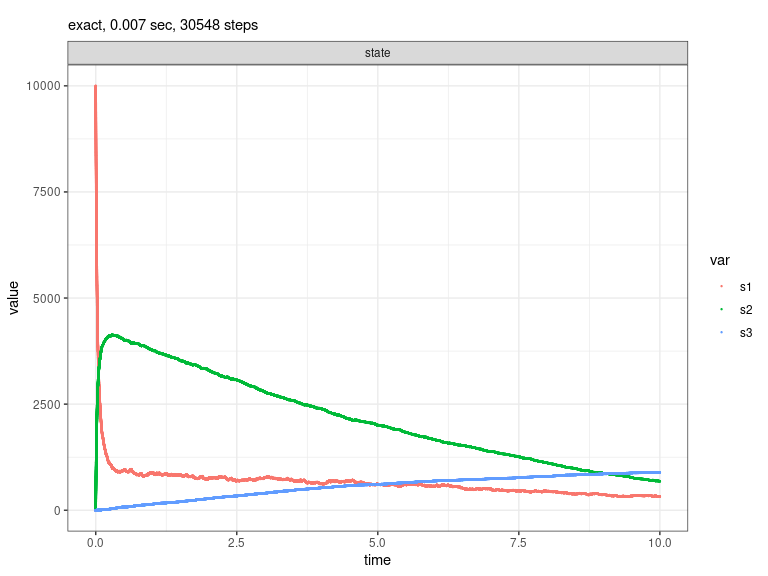 exact, 0.007 sec, 30548 steps
state
10000
7500
5000
2500
0
value
0.0 2.5 5.0 7.5 10.0
time
var
s1
s2
s3